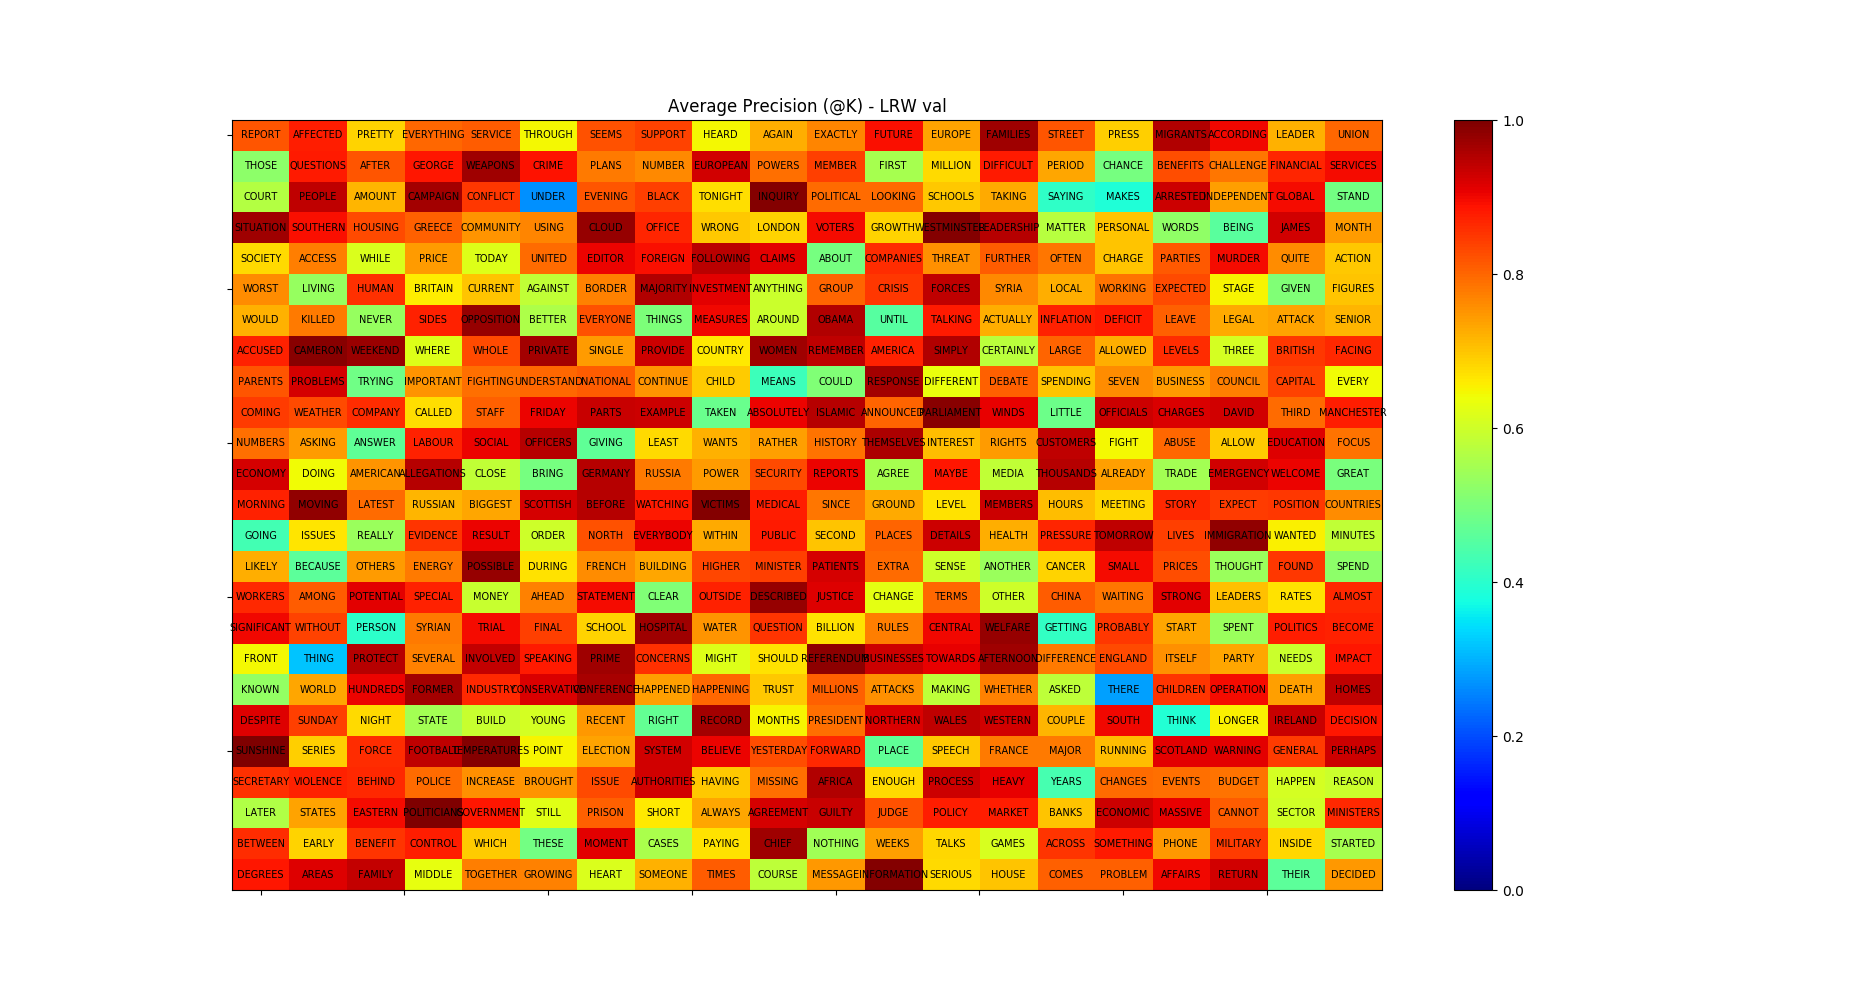 Average Precision (@K) - LRW val
REPORT AFFECTED PRETTY EVERYTHING SERVICE THROUGH SEEMS SUPPORT HEARD AGAIN EXACTLY FUTURE EUROPE FAMILIES STREET PRESS MIGRANTS ACCORDING LEADER UNION
THOSE QUESTIONS AFTER GEORGE WEAPONS CRIME PLANS NUMBER EUROPEAN POWERS MEMBER FIRST MILLION DIFFICULT PERIOD CHANCE BENEFITS CHALLENGE FINANCIAL SERVICES
COURT PEOPLE AMOUNT CAMPAIGN CONFLICT UNDER EVENING BLACK TONIGHT INQUIRY POLITICAL LOOKING SCHOOLS TAKING SAYING MAKES ARRESTED INDEPENDENT GLOBAL STAND
SITUATION SOUTHERN HOUSING GREECE COMMUNITY USING CLOUD OFFICE WRONG LONDON VOTERS GROWTH WESTMINSTER LEADERSHIP MATTER PERSONAL WORDS BEING JAMES MONTH
SOCIETY ACCESS WHILE PRICE TODAY UNITED EDITOR FOREIGN FOLLOWING CLAIMS ABOUT COMPANIES THREAT FURTHER OFTEN CHARGE PARTIES MURDER QUITE ACTION
WORST LIVING HUMAN BRITAIN CURRENT AGAINST BORDER MAJORITY INVESTMENT ANYTHING GROUP CRISIS FORCES SYRIA LOCAL WORKING EXPECTED STAGE GIVEN FIGURES
WOULD KILLED NEVER SIDES OPPOSITION BETTER EVERYONE THINGS MEASURES AROUND OBAMA UNTIL TALKING ACTUALLY INFLATION DEFICIT LEAVE LEGAL ATTACK SENIOR
ACCUSED CAMERON WEEKEND WHERE WHOLE PRIVATE SINGLE PROVIDE COUNTRY WOMEN REMEMBER AMERICA SIMPLY CERTAINLY LARGE ALLOWED LEVELS THREE BRITISH FACING
PARENTS PROBLEMS TRYING IMPORTANT FIGHTING UNDERSTAND NATIONAL CONTINUE CHILD MEANS COULD RESPONSE DIFFERENT DEBATE SPENDING SEVEN BUSINESS COUNCIL CAPITAL EVERY
COMING WEATHER COMPANY CALLED STAFF FRIDAY PARTS EXAMPLE TAKEN ABSOLUTELY ISLAMIC ANNOUNCED PARLIAMENT WINDS LITTLE OFFICIALS CHARGES DAVID THIRD MANCHESTER
NUMBERS ASKING ANSWER LABOUR SOCIAL OFFICERS GIVING LEAST WANTS RATHER HISTORY THEMSELVES INTEREST RIGHTS CUSTOMERS FIGHT ABUSE ALLOW EDUCATION FOCUS
ECONOMY DOING AMERICAN ALLEGATIONS CLOSE BRING GERMANY RUSSIA POWER SECURITY REPORTS AGREE MAYBE MEDIA THOUSANDS ALREADY TRADE EMERGENCY WELCOME GREAT
MORNING MOVING LATEST RUSSIAN BIGGEST SCOTTISH BEFORE WATCHING VICTIMS MEDICAL SINCE GROUND LEVEL MEMBERS HOURS MEETING STORY EXPECT POSITION COUNTRIES
GOING ISSUES REALLY EVIDENCE RESULT ORDER NORTH EVERYBODY WITHIN PUBLIC SECOND PLACES DETAILS HEALTH PRESSURE TOMORROW LIVES IMMIGRATION WANTED MINUTES
LIKELY BECAUSE OTHERS ENERGY POSSIBLE DURING FRENCH BUILDING HIGHER MINISTER PATIENTS EXTRA SENSE ANOTHER CANCER SMALL PRICES THOUGHT FOUND SPEND
WORKERS AMONG POTENTIAL SPECIAL MONEY AHEAD STATEMENT CLEAR OUTSIDE DESCRIBED JUSTICE CHANGE TERMS OTHER CHINA WAITING STRONG LEADERS RATES ALMOST
SIGNIFICANT WITHOUT PERSON SYRIAN TRIAL FINAL SCHOOL HOSPITAL WATER QUESTION BILLION RULES CENTRAL WELFARE GETTING PROBABLY START SPENT POLITICS BECOME
FRONT THING PROTECT SEVERAL INVOLVED SPEAKING PRIME CONCERNS MIGHT SHOULD REFERENDUM BUSINESSES TOWARDS AFTERNOON DIFFERENCE ENGLAND ITSELF PARTY NEEDS IMPACT
KNOWN WORLD HUNDREDS FORMER INDUSTRY CONSERVATIVE CONFERENCE HAPPENED HAPPENING TRUST MILLIONS ATTACKS MAKING WHETHER ASKED THERE CHILDREN OPERATION DEATH HOMES
DESPITE SUNDAY NIGHT STATE BUILD YOUNG RECENT RIGHT RECORD MONTHS PRESIDENT NORTHERN WALES WESTERN COUPLE SOUTH THINK LONGER IRELAND DECISION
SUNSHINE SERIES FORCE FOOTBALL TEMPERATURES POINT ELECTION SYSTEM BELIEVE YESTERDAY FORWARD PLACE SPEECH FRANCE MAJOR RUNNING SCOTLAND WARNING GENERAL PERHAPS
SECRETARY VIOLENCE BEHIND POLICE INCREASE BROUGHT ISSUE AUTHORITIES HAVING MISSING AFRICA ENOUGH PROCESS HEAVY YEARS CHANGES EVENTS BUDGET HAPPEN REASON
LATER STATES EASTERN POLITICIANS GOVERNMENT STILL PRISON SHORT ALWAYS AGREEMENT GUILTY JUDGE POLICY MARKET BANKS ECONOMIC MASSIVE CANNOT SECTOR MINISTERS
BETWEEN EARLY BENEFIT CONTROL WHICH THESE MOMENT CASES PAYING CHIEF NOTHING WEEKS TALKS GAMES ACROSS SOMETHING PHONE MILITARY INSIDE STARTED
DEGREES AREAS FAMILY MIDDLE TOGETHER GROWING HEART SOMEONE TIMES COURSE MESSAGE INFORMATION SERIOUS HOUSE COMES PROBLEM AFFAIRS RETURN THEIR DECIDED
1.0
0.8
0.6
0.4
0.2
0.0